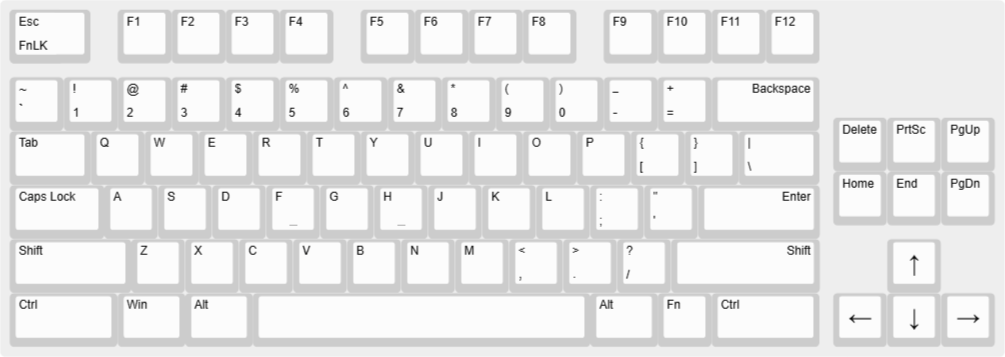 Esc F1 F2 F3 F4 F5 F6 F7 F8 F9 F10 F11 F12
FnLK
~ ! @ # $ % ^ & * ( ) _ + Backspace
` 1 2 3 4 5 6 7 8 9 0 - =
Delete PrtSc PgUp
Tab Q W E R T Y U I O P { } |
[ ] \
Home End PgDn
Caps Lock A S D F G H J K L : " Enter
_ _ ; '
Shift Z X C V B N M < > ? Shift
, . /
↑
Ctrl Win Alt Alt Fn Ctrl
← ↓ →